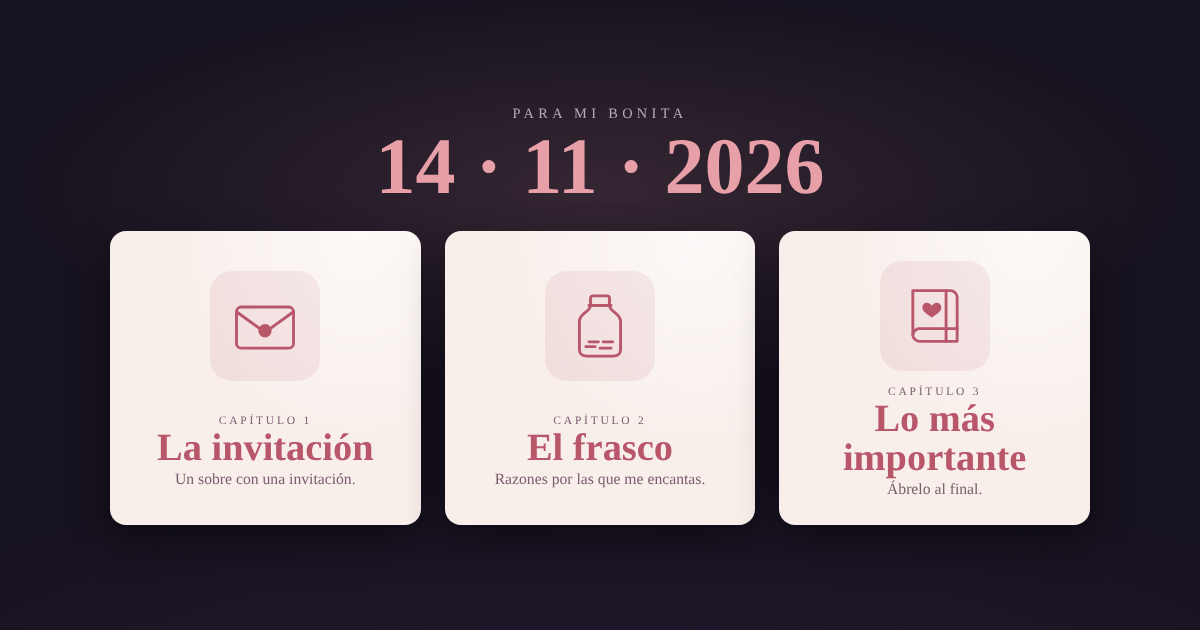 PARA MI BONITA
14 · 11 · 2026
CAPÍTULO 1
La invitación
Un sobre con una invitación.
CAPÍTULO 2
El frasco
Razones por las que me encantas.
CAPÍTULO 3
Lo más
importante
Ábrelo al final.